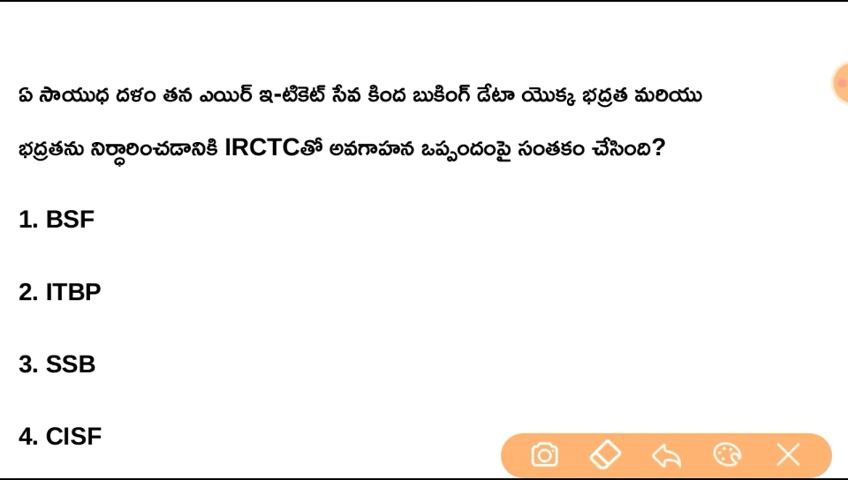 ఏ సాయుధ దళం తన ఎయిర్ ఇ-టికెట్ సేవ కింద బుకింగ్ డేటా యొక్క భద్రత మరియు
భద్రతను నిర్ధారించడానికి IRCTCతో అవగాహన ఒప్పందంపై సంతకం చేసింది?
1. BSF
2. ITBP
3. SSB
4. CISF